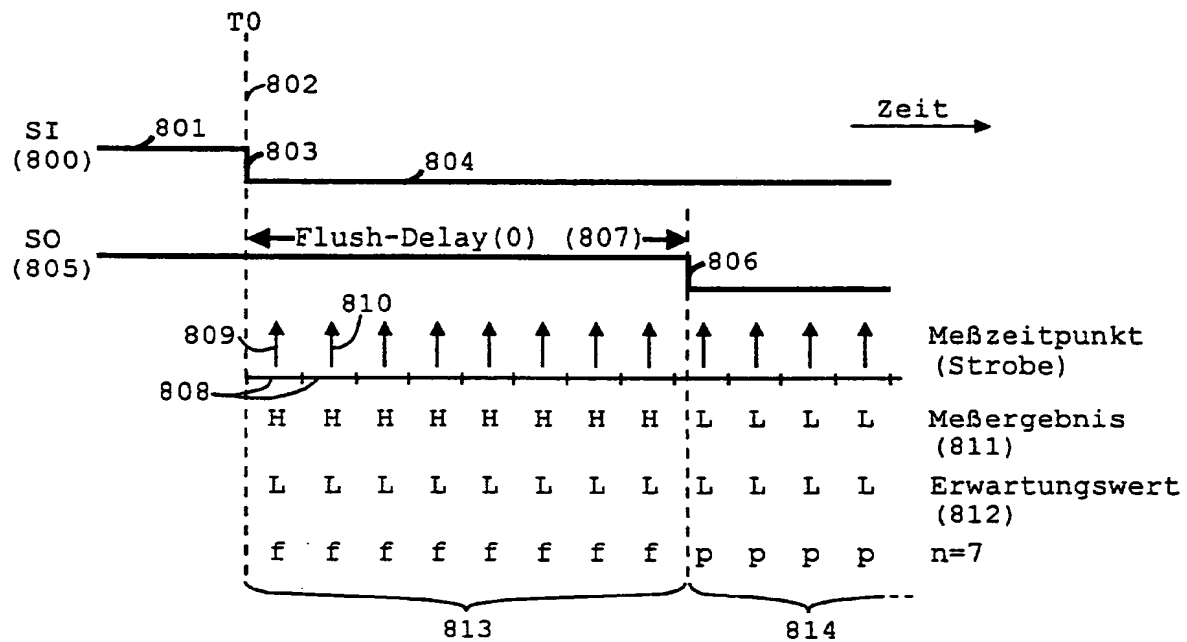 T0
802
Zeit
SI
(800)
801
803
804
SO
(805)
Flush-Delay(0) (807)
806
809
810
Meßzeitpunkt
(Strobe)
808
H H H H H H H H L L L L Meßergebnis
(811)
L L L L L L L L L L L L Erwartungswert
(812)
f f f f f f f f p p p p n=7
813
814